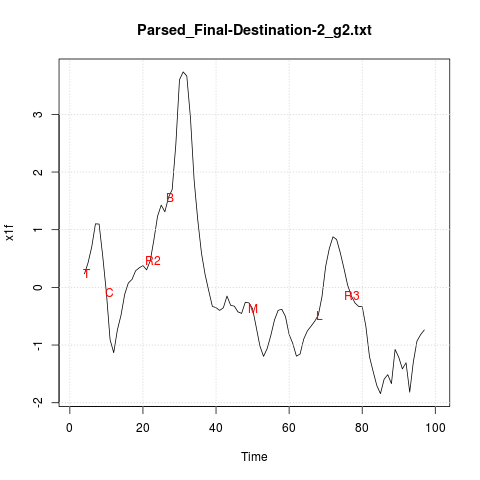 Parsed_Final-Destination-2_g2.txt
x1f
3
2
1
0
-1
-2
T
C
R2
B
M
L
R3
0 20 40 60 80 100
Time